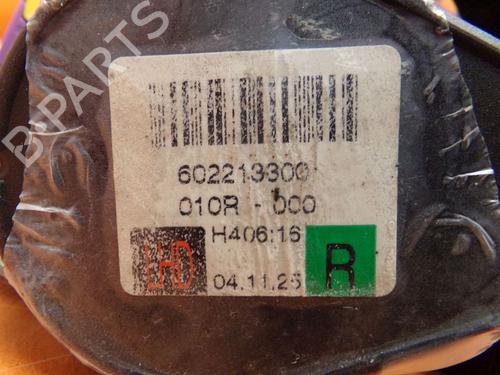 B-PARTS
602213300
010R - 000
H406:16
LHD
04.11.25
R